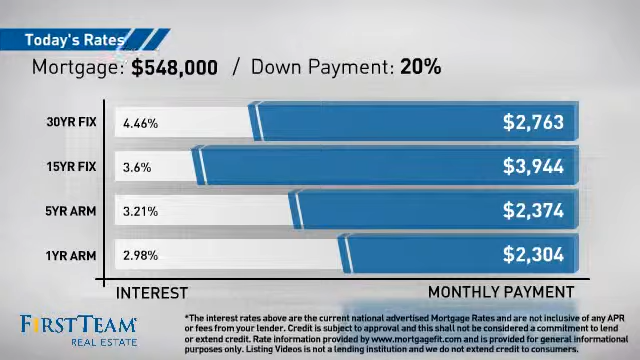 Today's Rates
Mortgage: $548,000 / Down Payment: 20%
30YR FIX 4.46% $2,763
15YR FIX 3.6% $3,944
5YR ARM 3.21% $2,374
1YR ARM 2.98% $2,304
INTEREST MONTHLY PAYMENT
FIRSTTEAM®
REAL ESTATE
*The interest rates above are the current national advertised Mortgage Rates and are not inclusive of any APR
or fees from your lender. Credit is subject to approval and this shall not be considered a commitment to lend
or extend credit. Rate information provided by www.mortgagefit.com and is provided for general informational
purposes only. Listing Videos is not a lending institution and we do not extend credit to consumers.